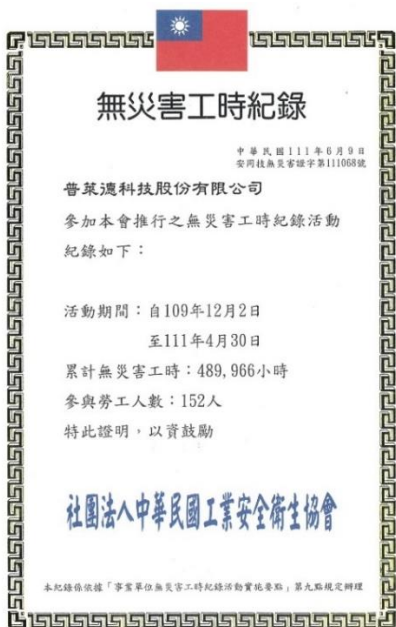 無災害工時紀錄
中華民國111年6月9日
安同技無災害證字第111068號
普萊德科技股份有限公司
參加本會推行之無災害工時紀錄活動
紀錄如下：
活動期間：自109年12月2日
至111年4月30日
累計無災害工時：489,966小時
參與勞工人數：152人
特此證明，以資鼓勵
社團法人中華民國工業安全衛生協會
本紀錄係依據「事業單位無災害工時紀錄活動實施要點」第九點規定辦理